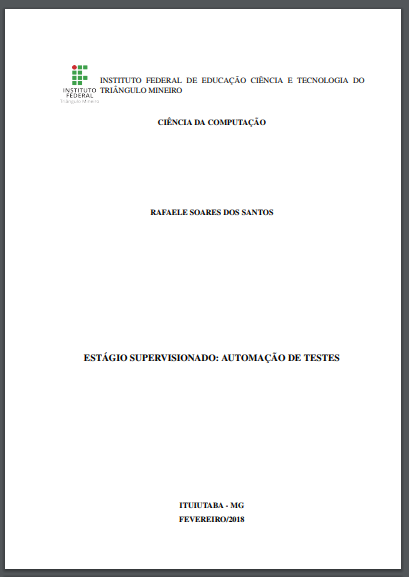 INSTITUTO FEDERAL DE EDUCAÇÃO CIÊNCIA E TECNOLOGIA DO
TRIÂNGULO MINEIRO
INSTITUTO
FEDERAL
Triângulo Mineiro
CIÊNCIA DA COMPUTAÇÃO
RAFAELE SOARES DOS SANTOS
ESTÁGIO SUPERVISIONADO: AUTOMAÇÃO DE TESTES
ITUIUTABA - MG
FEVEREIRO/2018